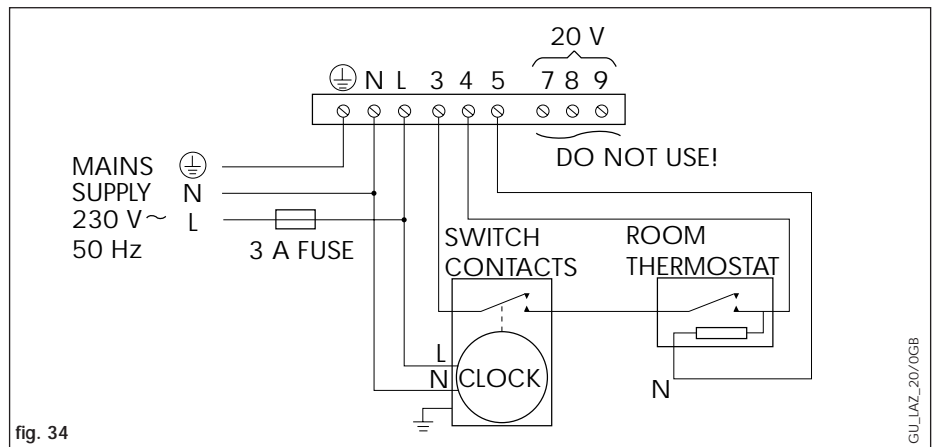 20 V
N L 3 4 5 7 8 9
DO NOT USE!
MAINS
SUPPLY N
230 V~ L
50 Hz
3 A FUSE
SWITCH
CONTACTS
ROOM
THERMOSTAT
L
N
CLOCK
N
fig. 34
GU_LAZ_20/0GB